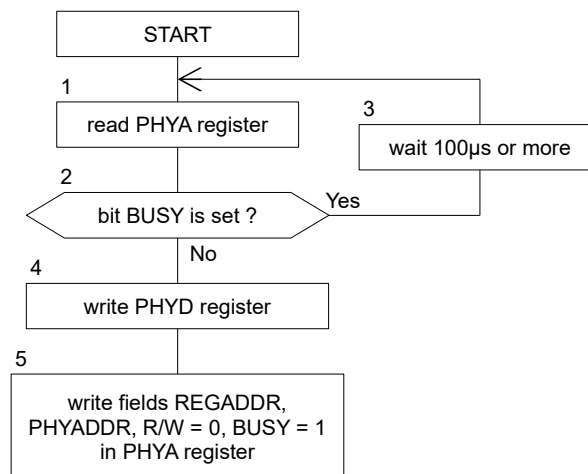 START
1
read PHYA register
3
wait 100µs or more
2
bit BUSY is set ?
Yes
No
4
write PHYD register
5
write fields REGADDR,
PHYADDR, R/W = 0, BUSY = 1
in PHYA register